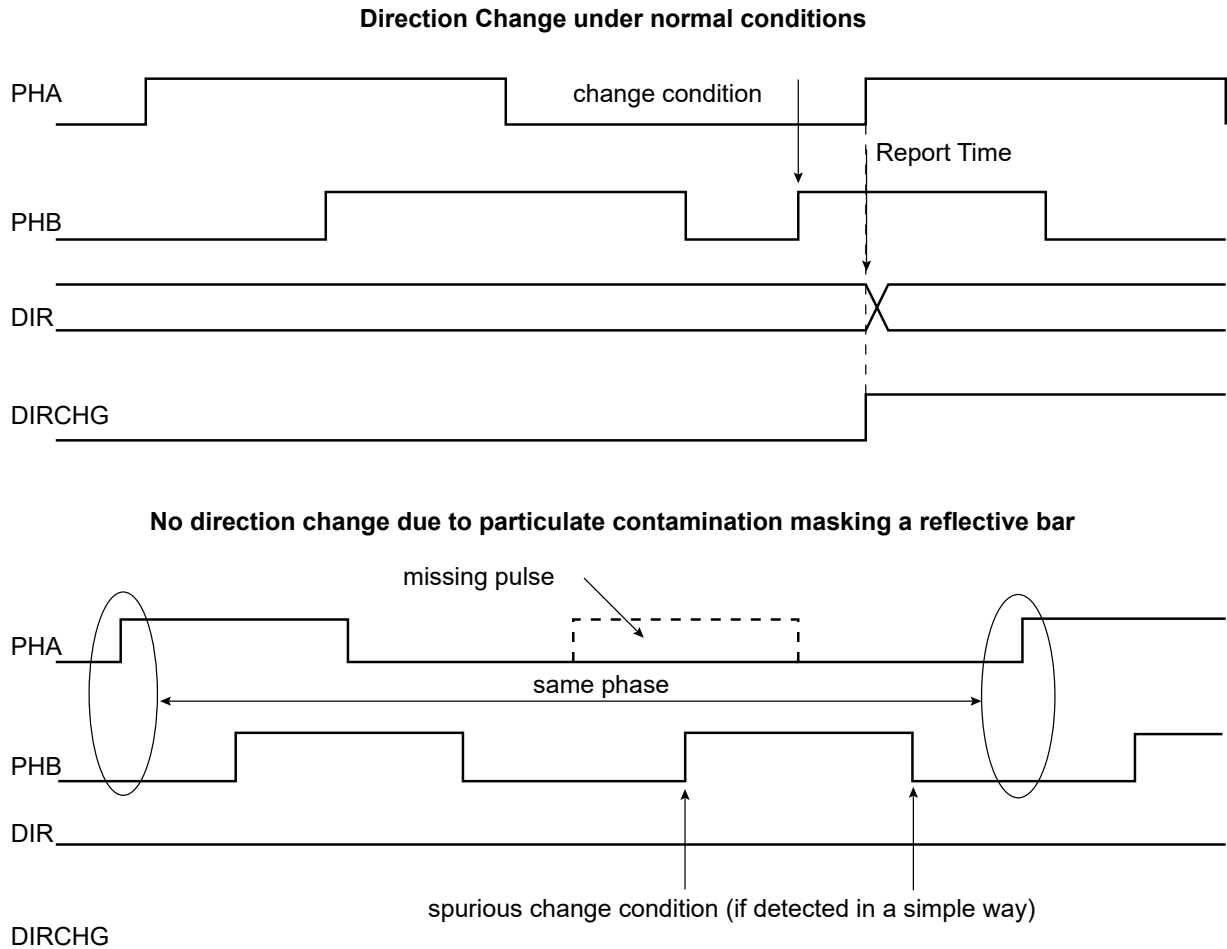 Direction Change under normal conditions
PHA
change condition
Report Time
PHB
DIR
DIRCHG
No direction change due to particulate contamination masking a reflective bar
missing pulse
PHA
same phase
PHB
DIR
spurious change condition (if detected in a simple way)
DIRCHG